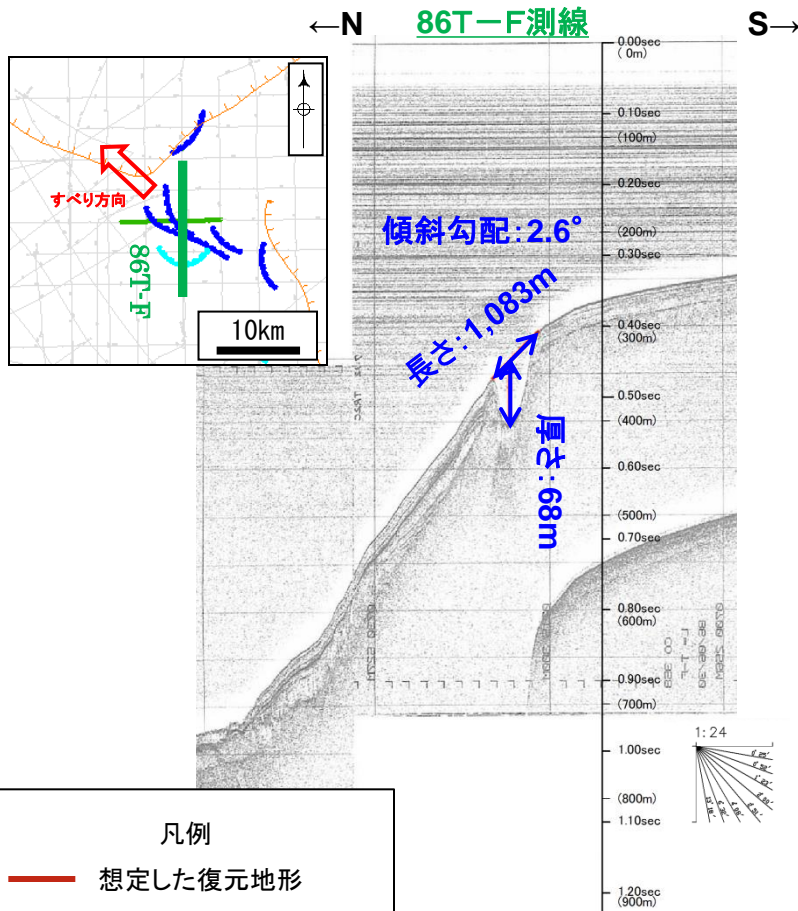 ←N
86T－F測線
S→
すべり方向
86T-F
10km
傾斜勾配：2.6°
長さ：1,083m
厚さ：68m
0.00sec
(0m)
0.10sec
(100m)
0.20sec
(200m)
0.30sec
0.40sec
(300m)
0.50sec
(400m)
0.60sec
(500m)
0.70sec
0.80sec
(600m)
0.90sec
(700m)
1.00sec
(800m)
1.10sec
1.20sec
(900m)
1:24
凡例
想定した復元地形